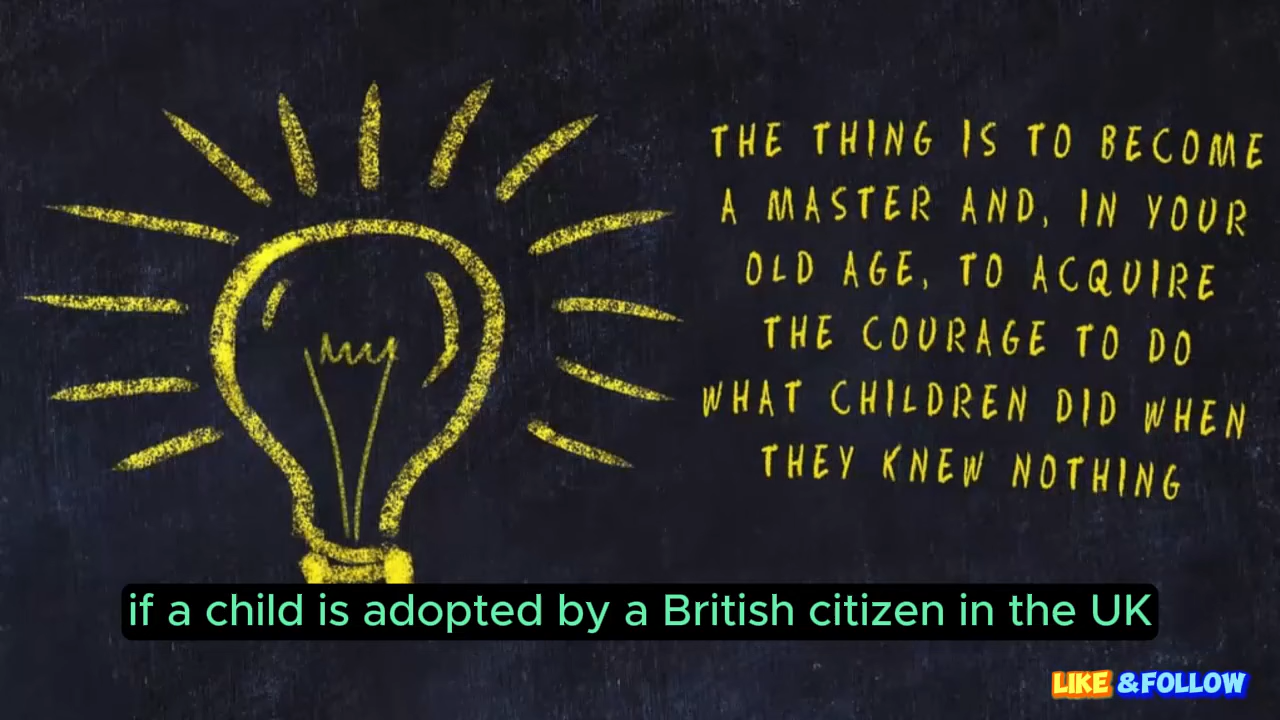 THE THING IS TO BECOME
A MASTER AND, IN YOUR
OLD AGE, TO ACQUIRE
THE COURAGE TO DO
WHAT CHILDREN DID WHEN
THEY KNEW NOTHING
if a child is adopted by a British citizen in the UK
LIKE &FOLLOW